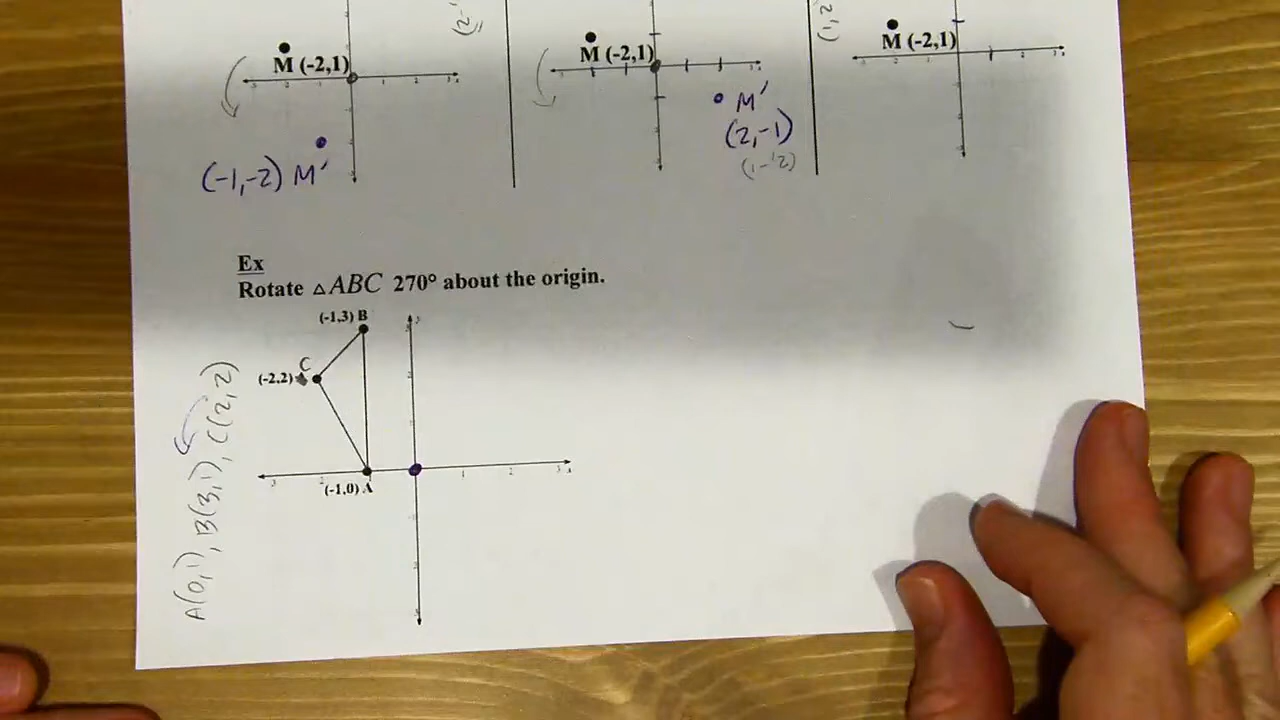 M (-2,1)
(-1,-2) M'
M (-2,1)
M'
(2,-1)
M (-2,1)
(1,2
Ex
Rotate △ABC 270° about the origin.
(-1,3) B
C
(-2,2)
(-1,0) A
A(0,1), B(3,1), C(2,2)